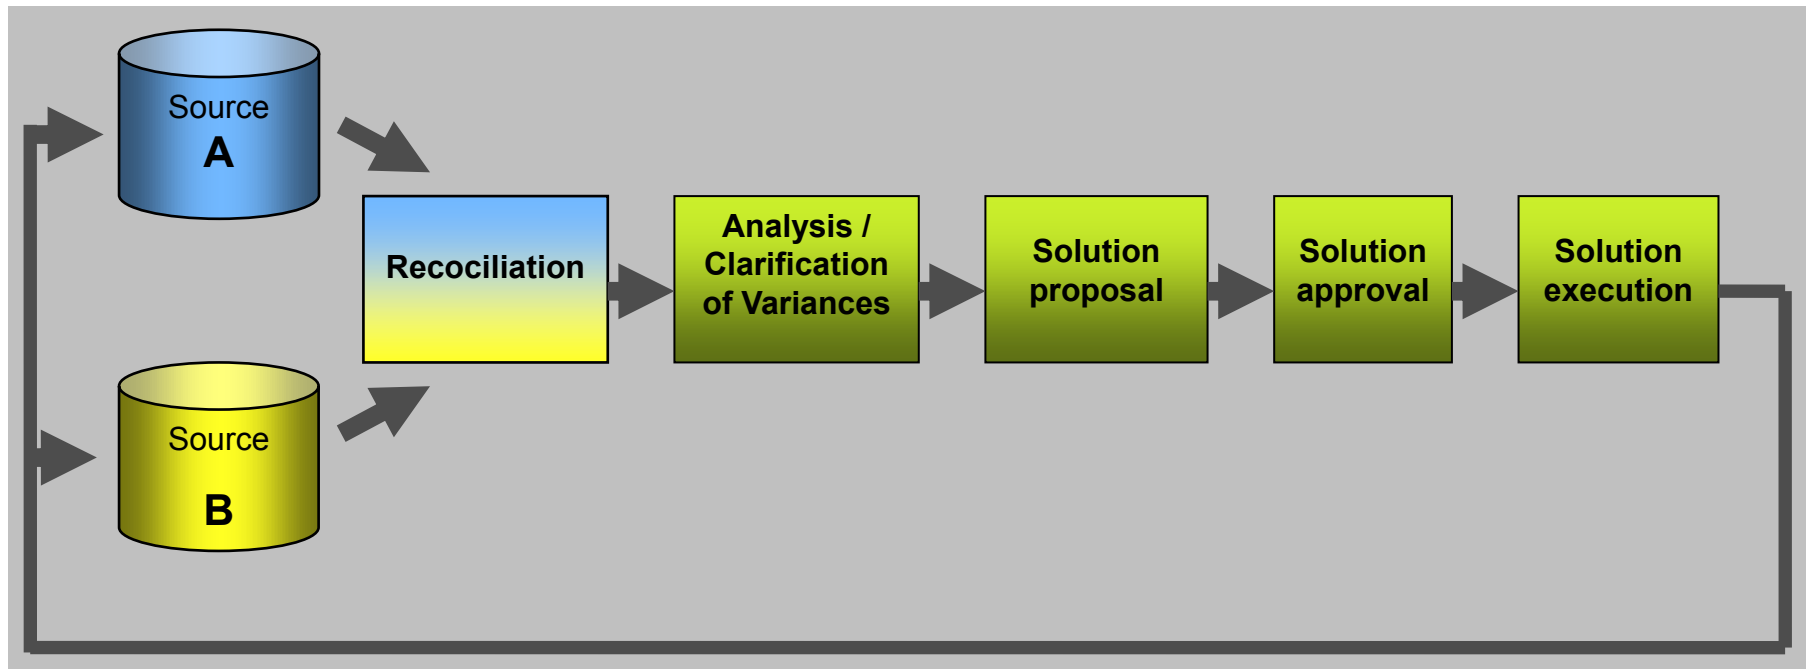 Source
A
Recociliation
Analysis /
Clarification
of Variances
Solution
proposal
Solution
approval
Solution
execution
Source
B